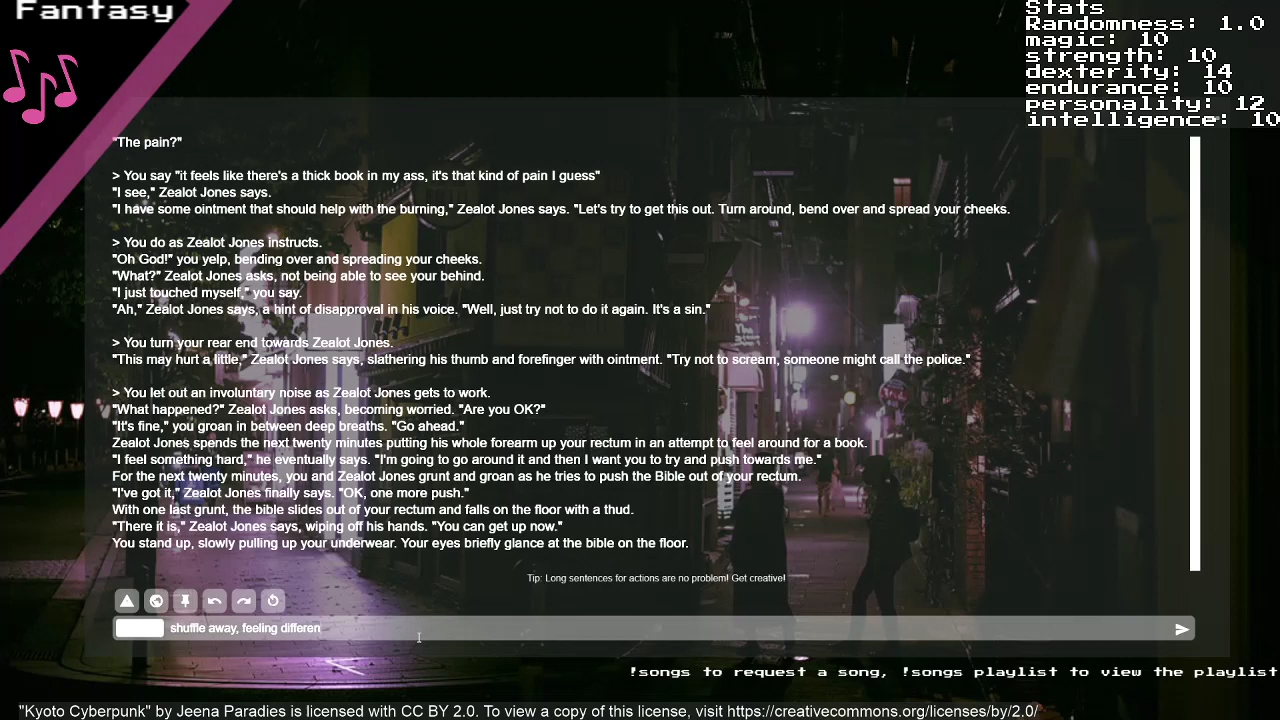 Fantasy
Stats
Randomness: 1.0
magic: 10
strength: 10
dexterity: 14
endurance: 10
personality: 12
intelligence: 10
"The pain?"
> You say "it feels like there's a thick book in my ass, it's that kind of pain I guess"
"I see," Zealot Jones says.
"I have some ointment that should help with the burning," Zealot Jones says. "Let's try to get this out. Turn around, bend over and spread your cheeks.
> You do as Zealot Jones instructs.
"Oh God!" you yelp, bending over and spreading your cheeks.
"What?" Zealot Jones asks, not being able to see your behind.
"I just touched myself," you say.
"Ah," Zealot Jones says, a hint of disapproval in his voice. "Well, just try not to do it again. It's a sin."
> You turn your rear end towards Zealot Jones.
"This may hurt a little," Zealot Jones says, slathering his thumb and forefinger with ointment. "Try not to scream, someone might call the police."
> You let out an involuntary noise as Zealot Jones gets to work.
"What happened?" Zealot Jones asks, becoming worried. "Are you OK?"
"It's fine," you groan in between deep breaths. "Go ahead."
Zealot Jones spends the next twenty minutes putting his whole forearm up your rectum in an attempt to feel around for a book.
"I feel something hard," he eventually says. "I'm going to go around it and then I want you to try and push towards me."
For the next twenty minutes, you and Zealot Jones grunt and groan as he tries to push the Bible out of your rectum.
"I've got it," Zealot Jones finally says. "OK, one more push."
With one last grunt, the bible slides out of your rectum and falls on the floor with a thud.
"There it is," Zealot Jones says, wiping off his hands. "You can get up now."
You stand up, slowly pulling up your underwear. Your eyes briefly glance at the bible on the floor.
Tip: Long sentences for actions are no problem! Get creative!
shuffle away, feeling differen
!songs to request a song, !songs playlist to view the playlist
"Kyoto Cyberpunk" by Jeena Paradies is licensed with CC BY 2.0. To view a copy of this license, visit https://creativecommons.org/licenses/by/2.0/